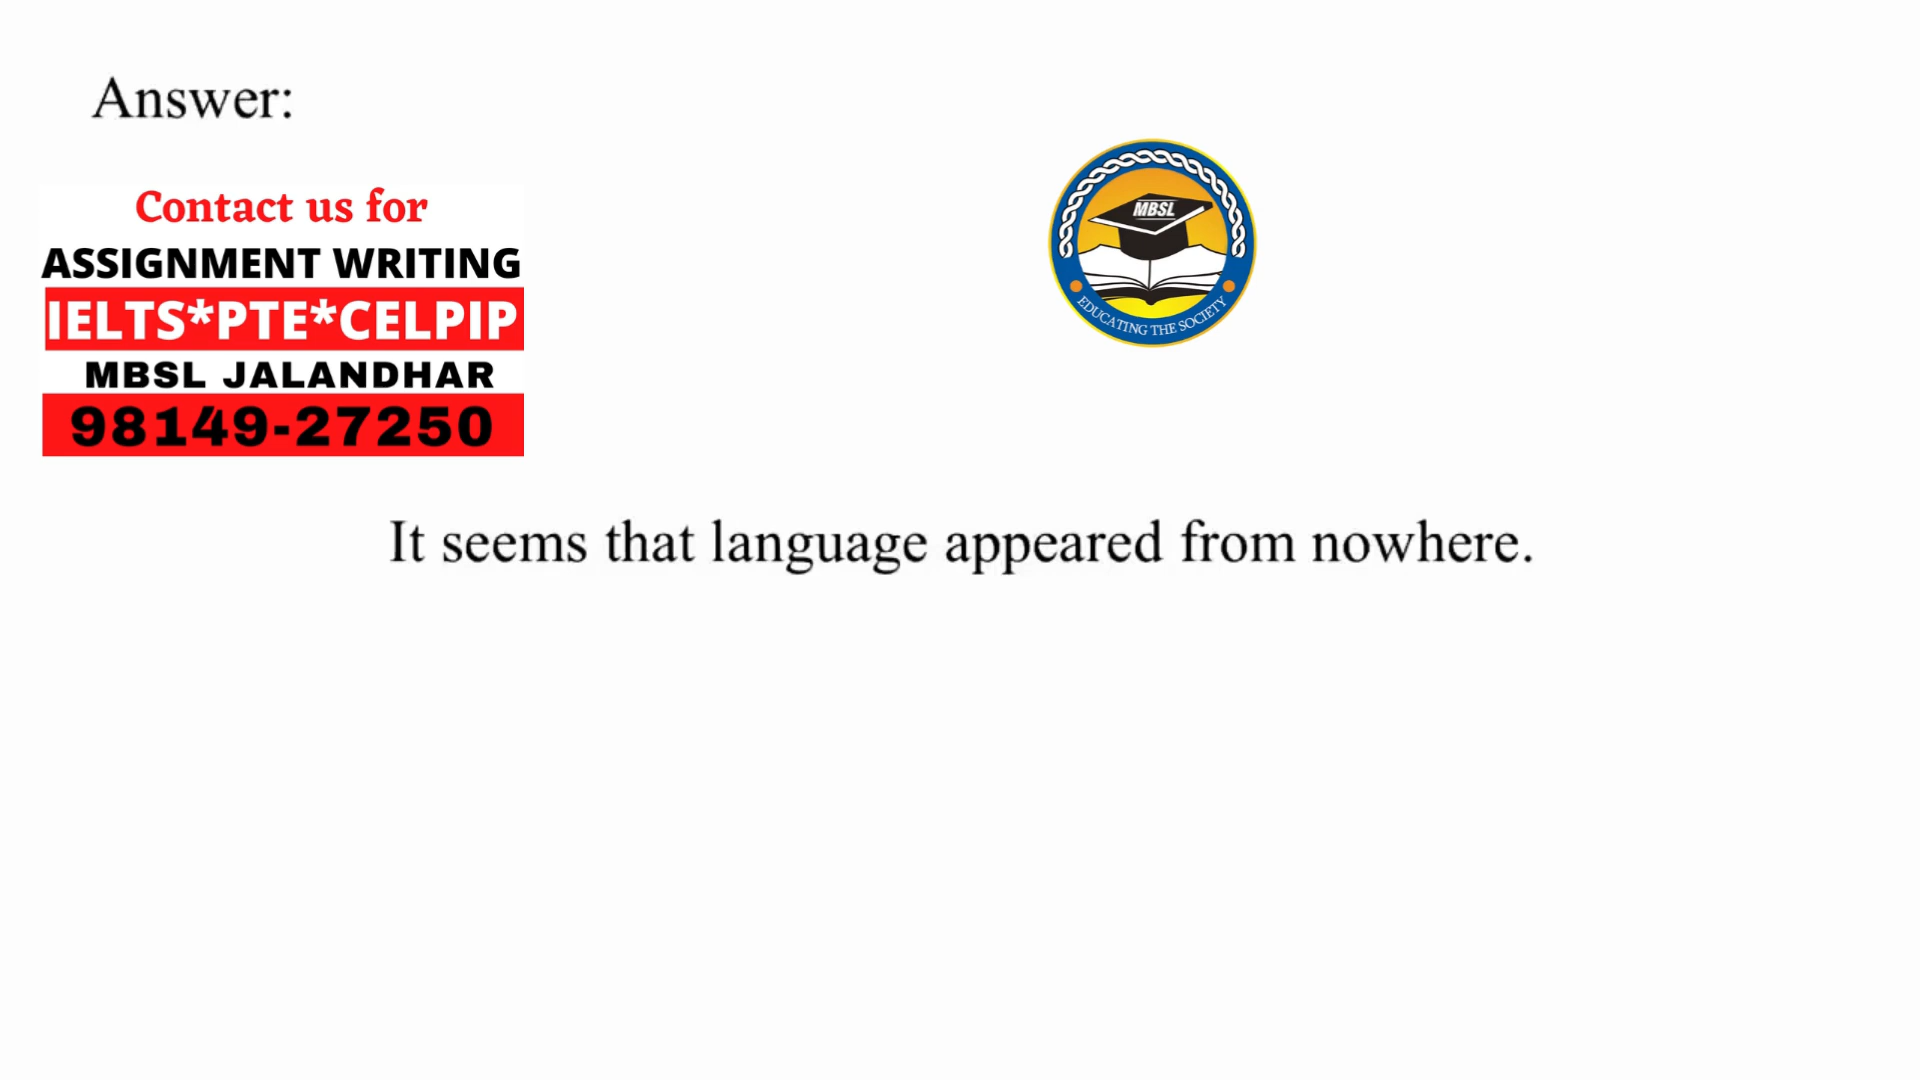 Answer:
Contact us for
ASSIGNMENT WRITING
IELTS*PTE*CELPIP
MBSL JALANDHAR
98149-27250
MBSL
EDUCATING THE SOCIETY
It seems that language appeared from nowhere.